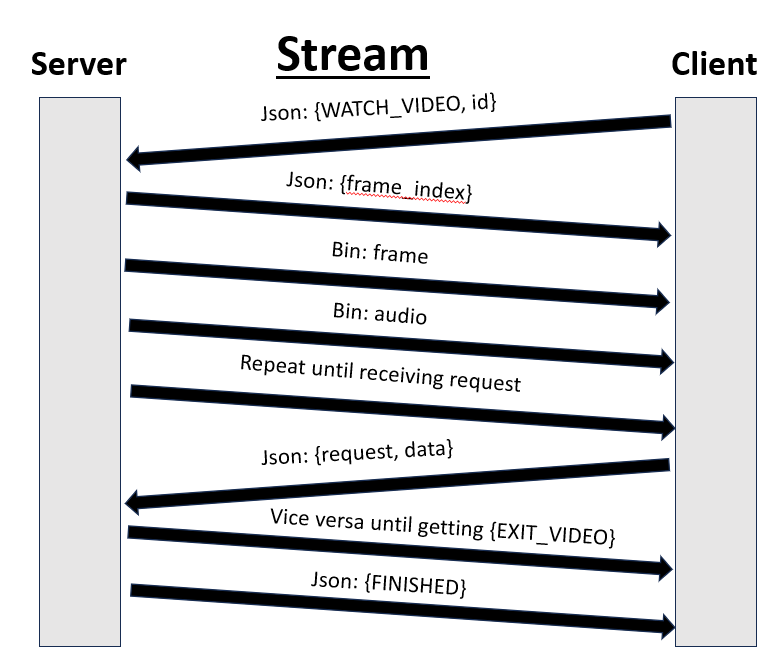 Stream
Server
Client
Json: {WATCH_VIDEO, id}
Json: {frame_index}
Bin: frame
Bin: audio
Repeat until receiving request
Json: {request, data}
Vice versa until getting {EXIT_VIDEO}
Json: {FINISHED}